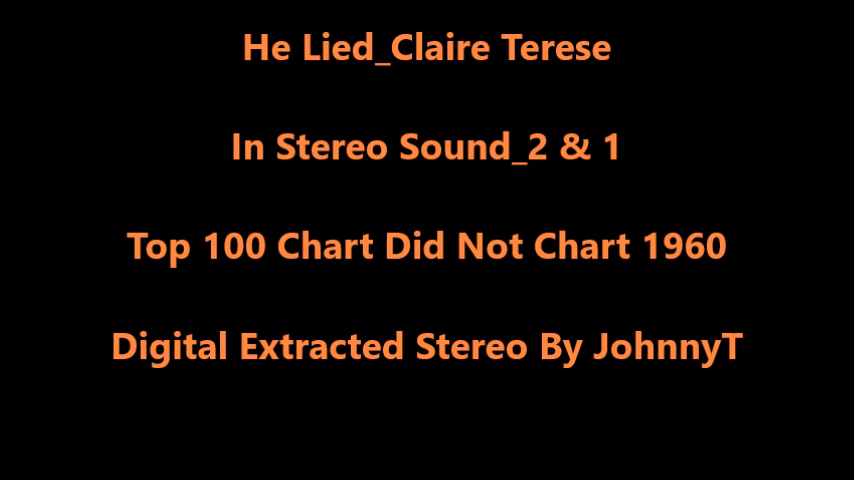 He Lied_Claire Terese
In Stereo Sound_2 & 1
Top 100 Chart Did Not Chart 1960
Digital Extracted Stereo By JohnnyT